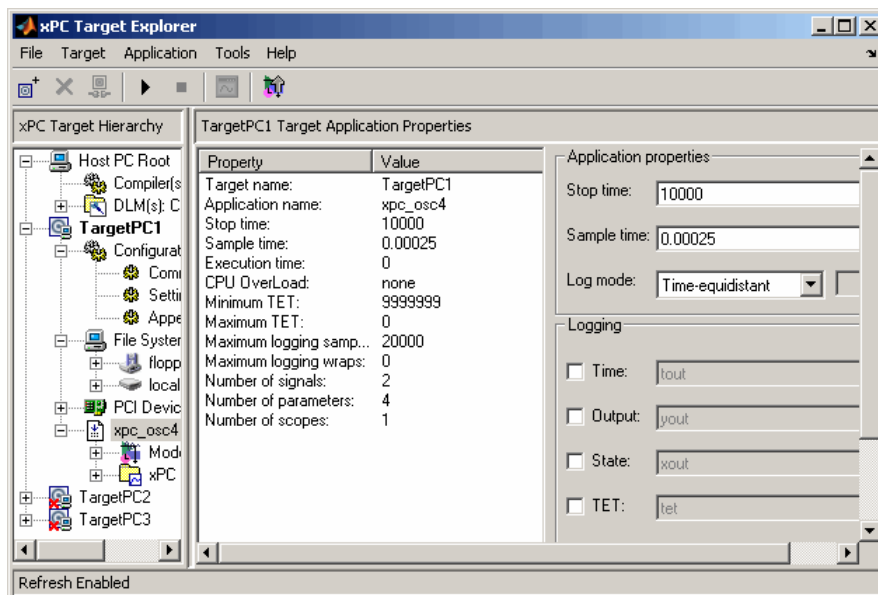 xPC Target Explorer
File Target Application Tools Help
xPC Target Hierarchy
TargetPC1 Target Application Properties
Host PC Root
Compiler(s
DLM(s): C
TargetPC1
Configurat
Comm
Settin
Appe
File System
flopp
local
PCI Devic
xpc_osc4
Mode
xPC
TargetPC2
TargetPC3
Property Value
Target name: TargetPC1
Application name: xpc_osc4
Stop time: 10000
Sample time: 0.00025
Execution time: 0
CPU OverLoad: none
Minimum TET: 9999999
Maximum TET: 0
Maximum logging samp... 20000
Maximum logging wraps: 0
Number of signals: 2
Number of parameters: 4
Number of scopes: 1
Application properties
Stop time: 10000
Sample time: 0.00025
Log mode: Time-equidistant
Logging
Time: tout
Output: yout
State: xout
TET: tet
Refresh Enabled